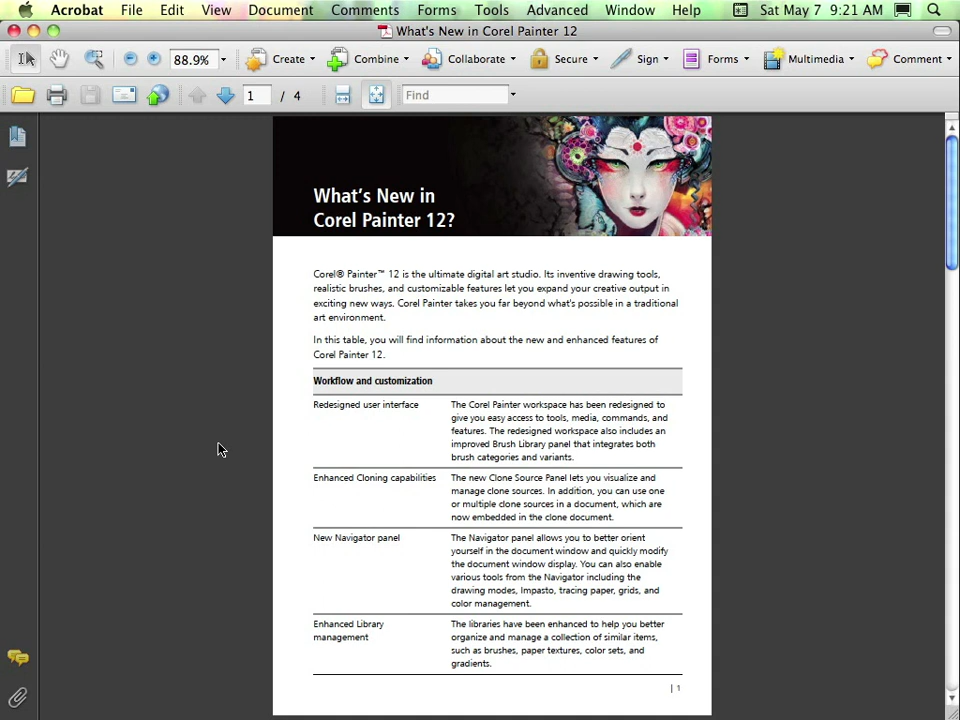 Acrobat File Edit View Document Comments Forms Tools Advanced Window Help Sat May 7 9:21 AM
What's New in Corel Painter 12
88.9% Create Combine Collaborate Secure Sign Forms Multimedia Comment
1 / 4 Find
What's New in
Corel Painter 12?
Corel® Painter™ 12 is the ultimate digital art studio. Its inventive drawing tools,
realistic brushes, and customizable features let you expand your creative output in
exciting new ways. Corel Painter takes you far beyond what's possible in a traditional
art environment.
In this table, you will find information about the new and enhanced features of
Corel Painter 12.
Workflow and customization
Redesigned user interface
The Corel Painter workspace has been redesigned to
give you easy access to tools, media, commands, and
features. The redesigned workspace also includes an
improved Brush Library panel that integrates both
brush categories and variants.
Enhanced Cloning capabilities
The new Clone Source Panel lets you visualize and
manage clone sources. In addition, you can use one
or multiple clone sources in a document, which are
now embedded in the clone document.
New Navigator panel
The Navigator panel allows you to better orient
yourself in the document window and quickly modify
the document window display. You can also enable
various tools from the Navigator including the
drawing modes, Impasto, tracing paper, grids, and
color management.
Enhanced Library
management
The libraries have been enhanced to help you better
organize and manage a collection of similar items,
such as brushes, paper textures, color sets, and
gradients.
| 1